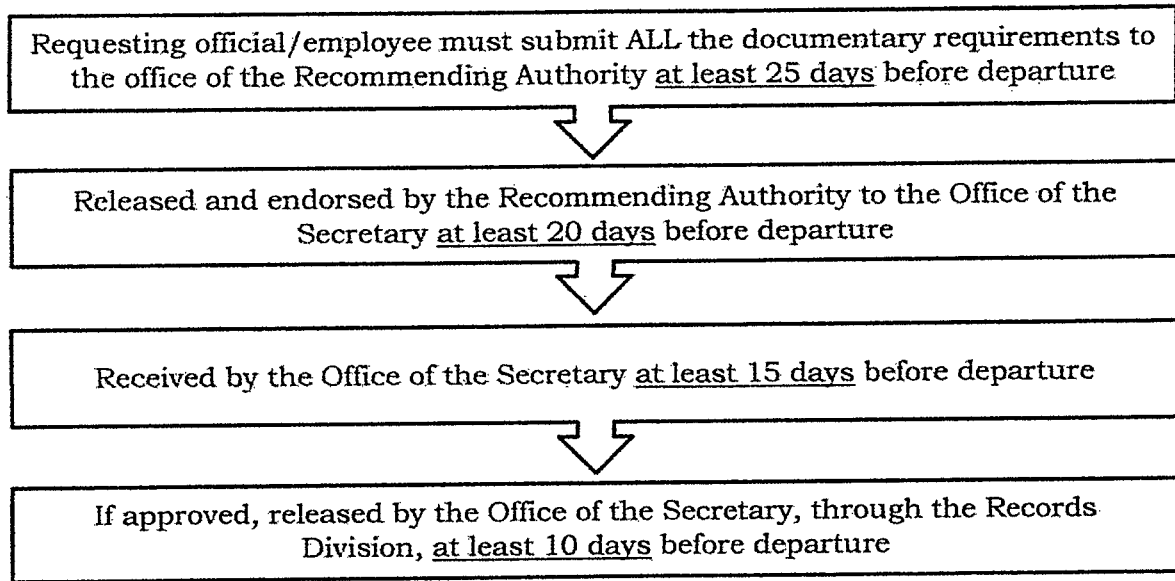 Requesting official/employee must submit ALL the documentary requirements to
the office of the Recommending Authority at least 25 days before departure
Released and endorsed by the Recommending Authority to the Office of the
Secretary at least 20 days before departure
Received by the Office of the Secretary at least 15 days before departure
If approved, released by the Office of the Secretary, through the Records
Division, at least 10 days before departure